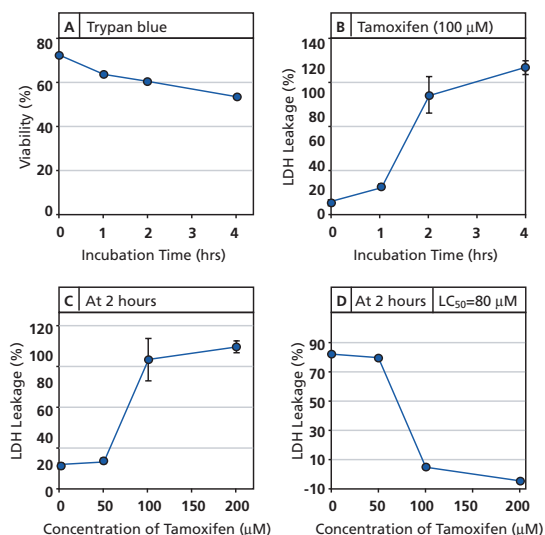 A Trypan blue
80
60
40
20
0
Viability (%)
0 1 2 3 4
Incubation Time (hrs)
B Tamoxifen (100 μM)
140
120
80
60
40
20
0
LDH Leakage (%)
0 1 2 3 4
Incubation Time (hrs)
C At 2 hours
120
100
80
60
40
20
0
LDH Leakage (%)
0 50 100 150 200
Concentration of Tamoxifen (μM)
D At 2 hours LC50=80 μM
90
70
50
30
10
-10
LDH Leakage (%)
0 50 100 150 200
Concentration of Tamoxifen (μM)